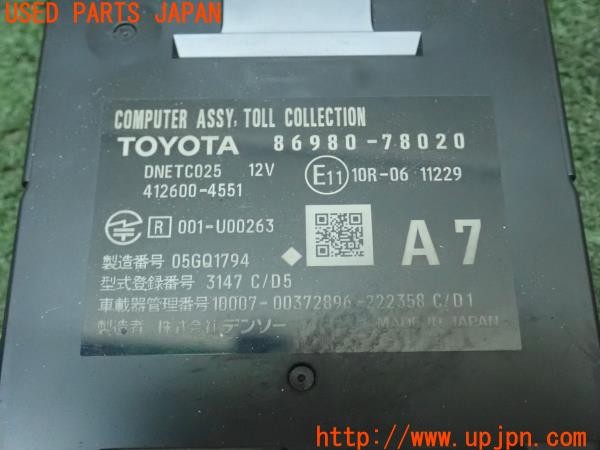 USED PARTS JAPAN
COMPUTER ASSY, TOLL COLLECTION
TOYOTA 86980-78020
DNETC025 12V
412600-4551
E11 10R-06 11229
R 001-U00263
製造番号 05GQ1794
A7
型式登録番号 3147 C/D5
車載器管理番号 10007-00372896-222358 C/D1
製造者 株式会社 デンソー MADE IN JAPAN
UPJ http://www.upjpn.com/